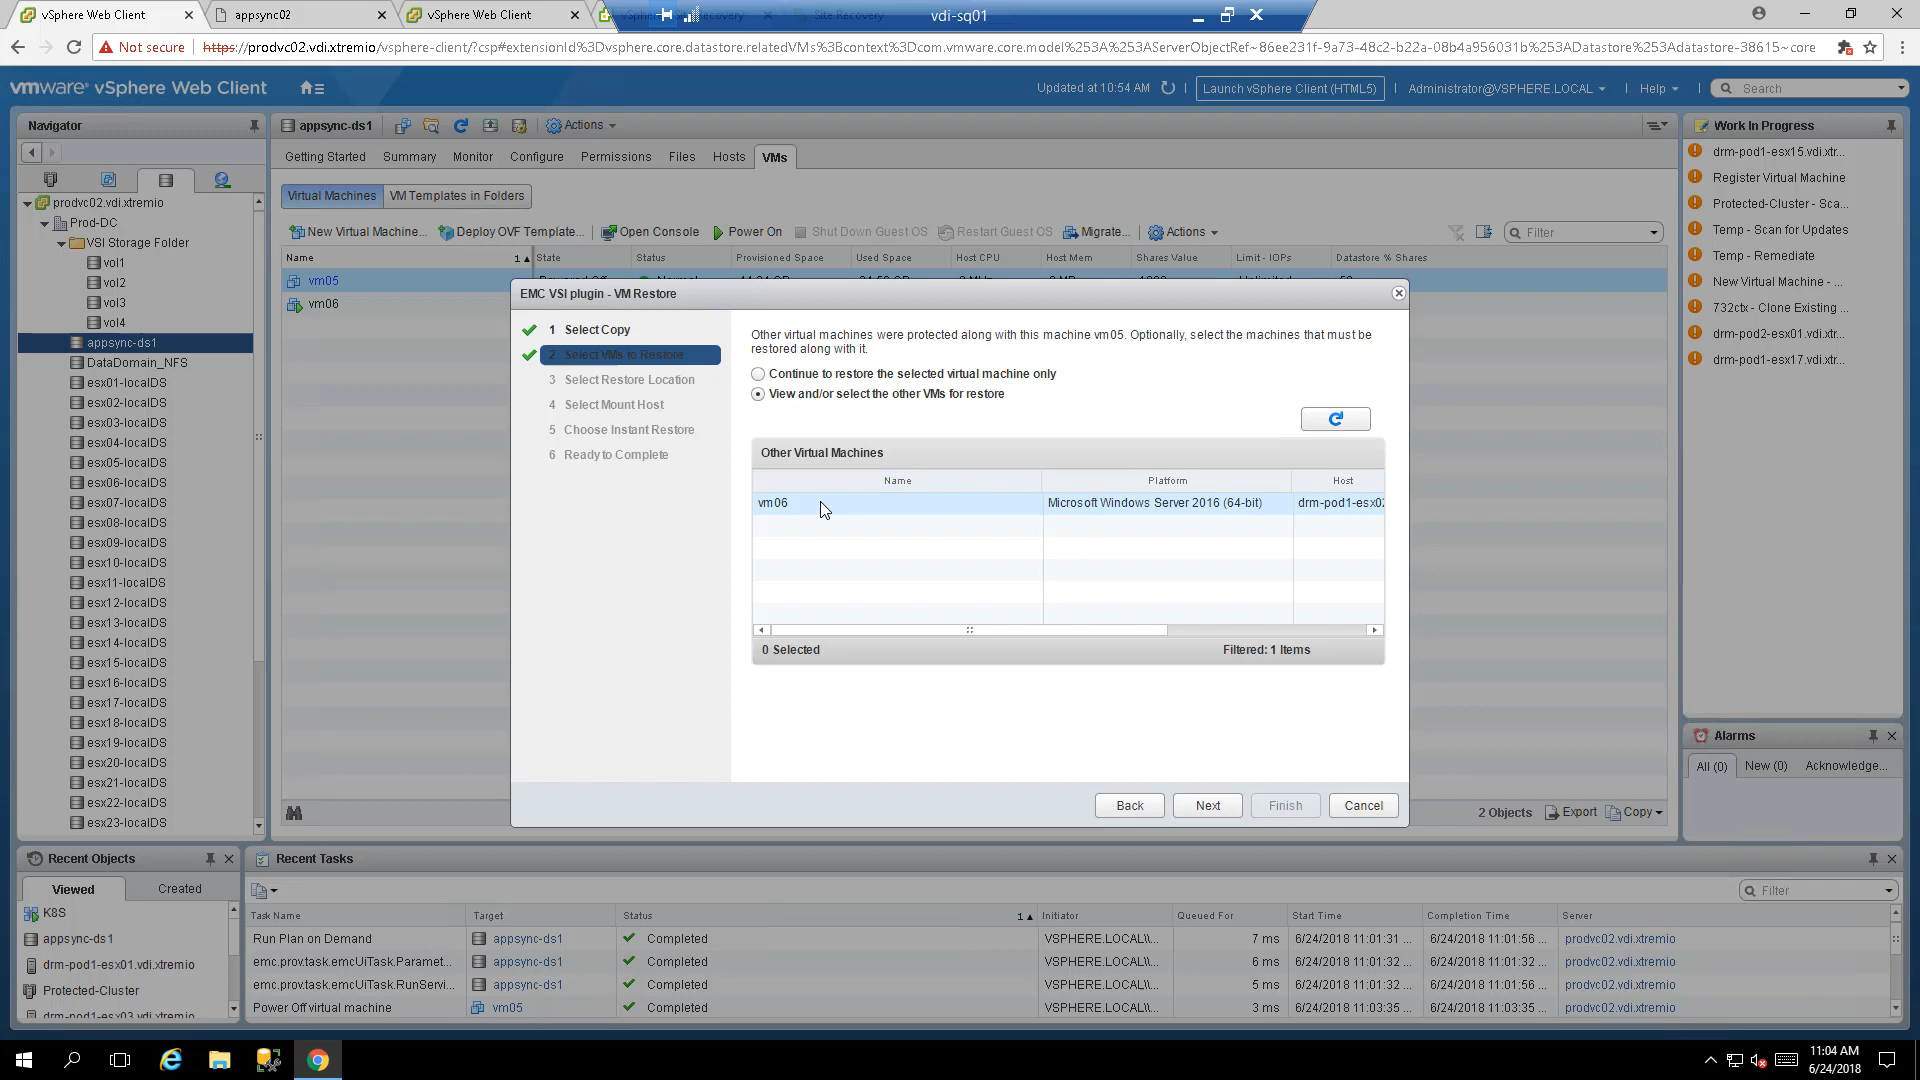 vSphere Web Client
appsync02
vSphere Web Client
Site Recovery
vdi-sq01
Not secure
https://prodvc02.vdi.xtremio/vsphere-client/?csp#extensionId%3Dvsphere.core.datastore.relatedVMs%3Bcontext%3Dcom.vmware.core.model%253A%253AServerObjectRef~86ee231f-9a73-48c2-b22a-08b4a956031b%253ADatastore%253Adatastore-38615~core
vmware® vSphere Web Client
Updated at 10:54 AM
Launch vSphere Client (HTML5)
Administrator@VSPHERE.LOCAL
Help
Search
Navigator
prodvc02.vdi.xtremio
Prod-DC
VSI Storage Folder
vol1
vol2
vol3
vol4
appsync-ds1
DataDomain_NFS
esx01-localDS
esx02-localDS
esx03-localDS
esx04-localDS
esx05-localDS
esx06-localDS
esx07-localDS
esx08-localDS
esx09-localDS
esx10-localDS
esx11-localDS
esx12-localDS
esx13-localDS
esx14-localDS
esx15-localDS
esx16-localDS
esx17-localDS
esx18-localDS
esx19-localDS
esx20-localDS
esx21-localDS
esx22-localDS
esx23-localDS
appsync-ds1
Actions
Getting Started Summary Monitor Configure Permissions Files Hosts VMs
Virtual Machines VM Templates in Folders
New Virtual Machine... Deploy OVF Template... Open Console Power On Shut Down Guest OS Restart Guest OS Migrate... Actions Filter
Name 1 State Status Provisioned Space Used Space Host CPU Host Mem Shares Value Limit - IOPs Datastore % Shares
vm05
vm06
2 Objects Export Copy
EMC VSI plugin - VM Restore
1 Select Copy
2 Select VMs to Restore
3 Select Restore Location
4 Select Mount Host
5 Choose Instant Restore
6 Ready to Complete
Other virtual machines were protected along with this machine vm05. Optionally, select the machines that must be
restored along with it.
Continue to restore the selected virtual machine only
View and/or select the other VMs for restore
Other Virtual Machines
Name Platform Host
vm06 Microsoft Windows Server 2016 (64-bit) drm-pod1-esx02
0 Selected Filtered: 1 Items
Back Next Finish Cancel
Work In Progress
drm-pod1-esx15.vdi.xtr...
Register Virtual Machine
Protected-Cluster - Sca...
Temp - Scan for Updates
Temp - Remediate
New Virtual Machine - ...
732ctx - Clone Existing ...
drm-pod2-esx01.vdi.xtr...
drm-pod1-esx17.vdi.xtr...
Alarms
All (0) New (0) Acknowledge...
Recent Objects
Viewed Created
K8S
appsync-ds1
drm-pod1-esx01.vdi.xtremio
Protected-Cluster
drm-pod1-esx03.vdi.xtremio
Recent Tasks
Filter
Task Name Target Status 1 Initiator Queued For Start Time Completion Time Server
Run Plan on Demand appsync-ds1 Completed VSPHERE.LOCAL\\... 7 ms 6/24/2018 11:01:31 ... 6/24/2018 11:01:56 ... prodvc02.vdi.xtremio
emc.prov.task.emcUiTask.Paramet... appsync-ds1 Completed VSPHERE.LOCAL\\... 6 ms 6/24/2018 11:01:32 ... 6/24/2018 11:01:32 ... prodvc02.vdi.xtremio
emc.prov.task.emcUiTask.RunServi... appsync-ds1 Completed VSPHERE.LOCAL\\... 5 ms 6/24/2018 11:01:32 ... 6/24/2018 11:01:56 ... prodvc02.vdi.xtremio
Power Off virtual machine vm05 Completed VSPHERE.LOCAL\\... 3 ms 6/24/2018 11:03:35 ... 6/24/2018 11:03:35 ... prodvc02.vdi.xtremio
11:04 AM
6/24/2018